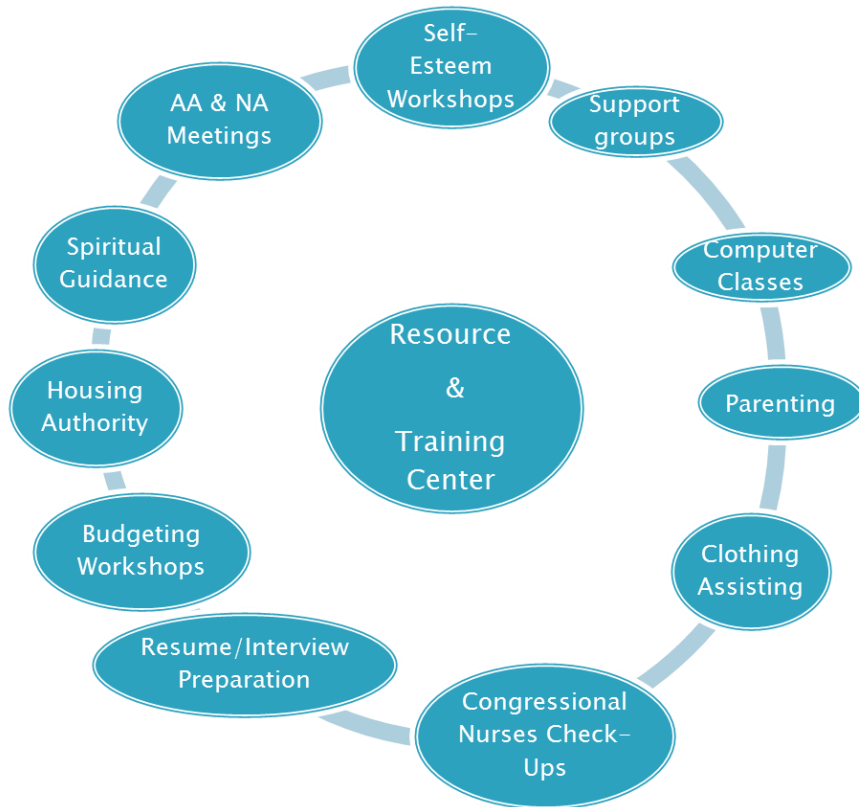 Self-
Esteem
Workshops
Support
groups
Computer
Classes
Parenting
Clothing
Assisting
Congressional
Nurses Check-
Ups
Resume/Interview
Preparation
Budgeting
Workshops
Housing
Authority
Spiritual
Guidance
AA & NA
Meetings
Resource
&
Training
Center